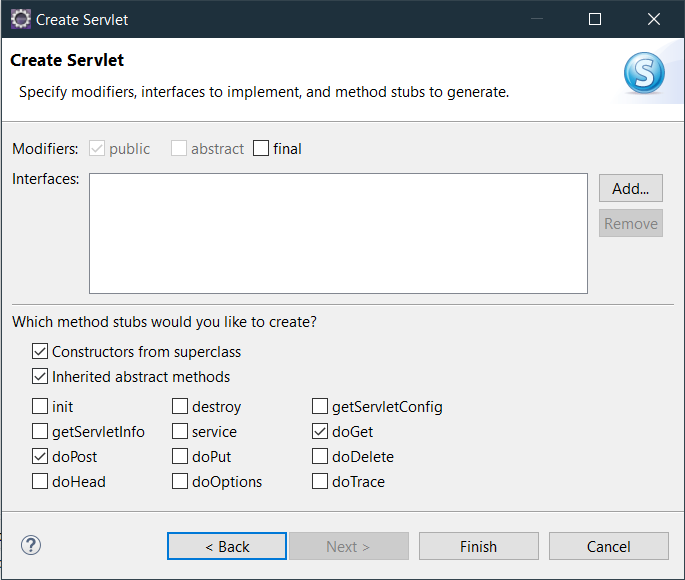 Create Servlet
Create Servlet
Specify modifiers, interfaces to implement, and method stubs to generate.
Modifiers: public abstract final
Interfaces:
Add...
Remove
Which method stubs would you like to create?
Constructors from superclass
Inherited abstract methods
init destroy getServletConfig
getServletInfo service doGet
doPost doPut doDelete
doHead doOptions doTrace
< Back Next > Finish Cancel